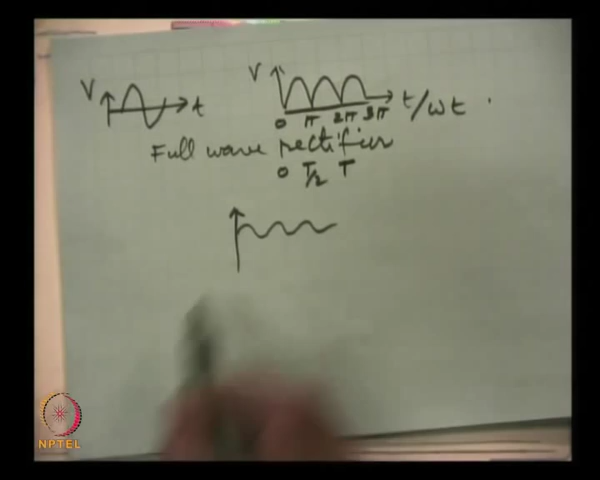 V t
V t/ωt
0 π 2π 3π
Full wave rectifier
0 T/2 T
NPTEL